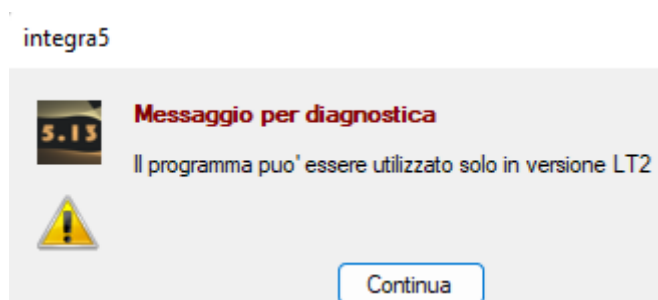 integra5
5.13
Messaggio per diagnostica
Il programma puo' essere utilizzato solo in versione LT2
Continua